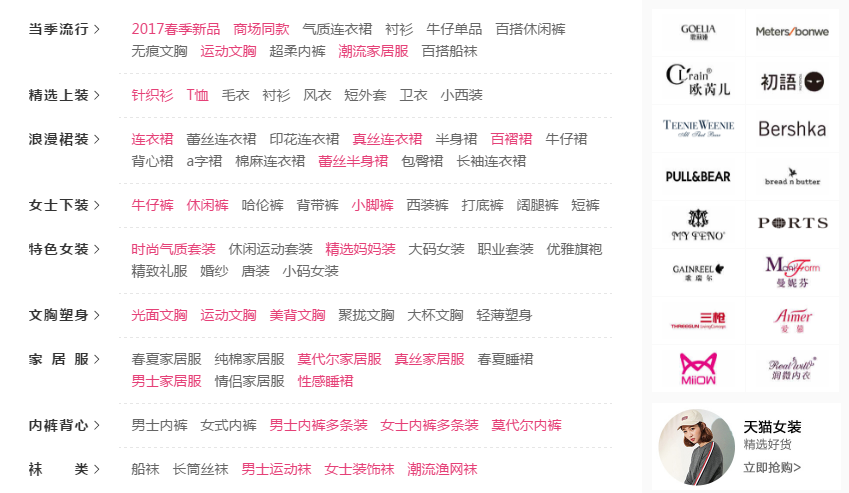 当季流行 > 2017春季新品 商场同款 气质连衣裙 衬衫 牛仔单品 百搭休闲裤
无痕文胸 运动文胸 超柔内裤 潮流家居服 百搭船袜
精选上装 > 针织衫 T恤 毛衣 衬衫 风衣 短外套 卫衣 小西装
浪漫裙装 > 连衣裙 蕾丝连衣裙 印花连衣裙 真丝连衣裙 半身裙 百褶裙 牛仔裙
背心裙 a字裙 棉麻连衣裙 蕾丝半身裙 包臀裙 长袖连衣裙
女士下装 > 牛仔裤 休闲裤 哈伦裤 背带裤 小脚裤 西装裤 打底裤 阔腿裤 短裤
特色女装 > 时尚气质套装 休闲运动套装 精选妈妈装 大码女装 职业套装 优雅旗袍
精致礼服 婚纱 唐装 小码女装
文胸塑身 > 光面文胸 运动文胸 美背文胸 聚拢文胸 大杯文胸 轻薄塑身
家居服 > 春夏家居服 纯棉家居服 莫代尔家居服 真丝家居服 春夏睡裙
男士家居服 情侣家居服 性感睡裙
内裤背心 > 男士内裤 女式内裤 男士内裤多条装 女士内裤多条装 莫代尔内裤
袜类 > 船袜 长筒丝袜 男士运动袜 女士装饰袜 潮流渔网袜
GOELIA
Meters/bonwe
Crain®
欧芮儿
初語
TEENIE WEENIE
Bershka
PULL&BEAR
bread n butter
MYTENO
PORTS
GAINREEL
歌瑞尔
ManiForm
曼妮芬
三枪
THREEGUN
Aimer
爱慕
MiiOW
润微内衣
天猫女装
精选好货
立即抢购>